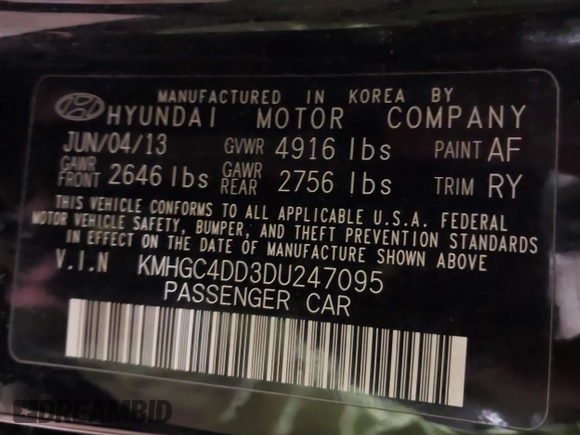 MANUFACTURED IN KOREA BY
HYUNDAI MOTOR COMPANY
JUN/04/13 GVWR 4916 lbs PAINT AF
GAWR FRONT 2646 lbs GAWR REAR 2756 lbs TRIM RY
THIS VEHICLE CONFORMS TO ALL APPLICABLE U.S.A. FEDERAL
MOTOR VEHICLE SAFETY, BUMPER, AND THEFT PREVENTION STANDARDS
IN EFFECT ON THE DATE OF MANUFACTURE SHOWN ABOVE
V.I.N KMHGC4DD3DU247095
PASSENGER CAR
DREAMBID